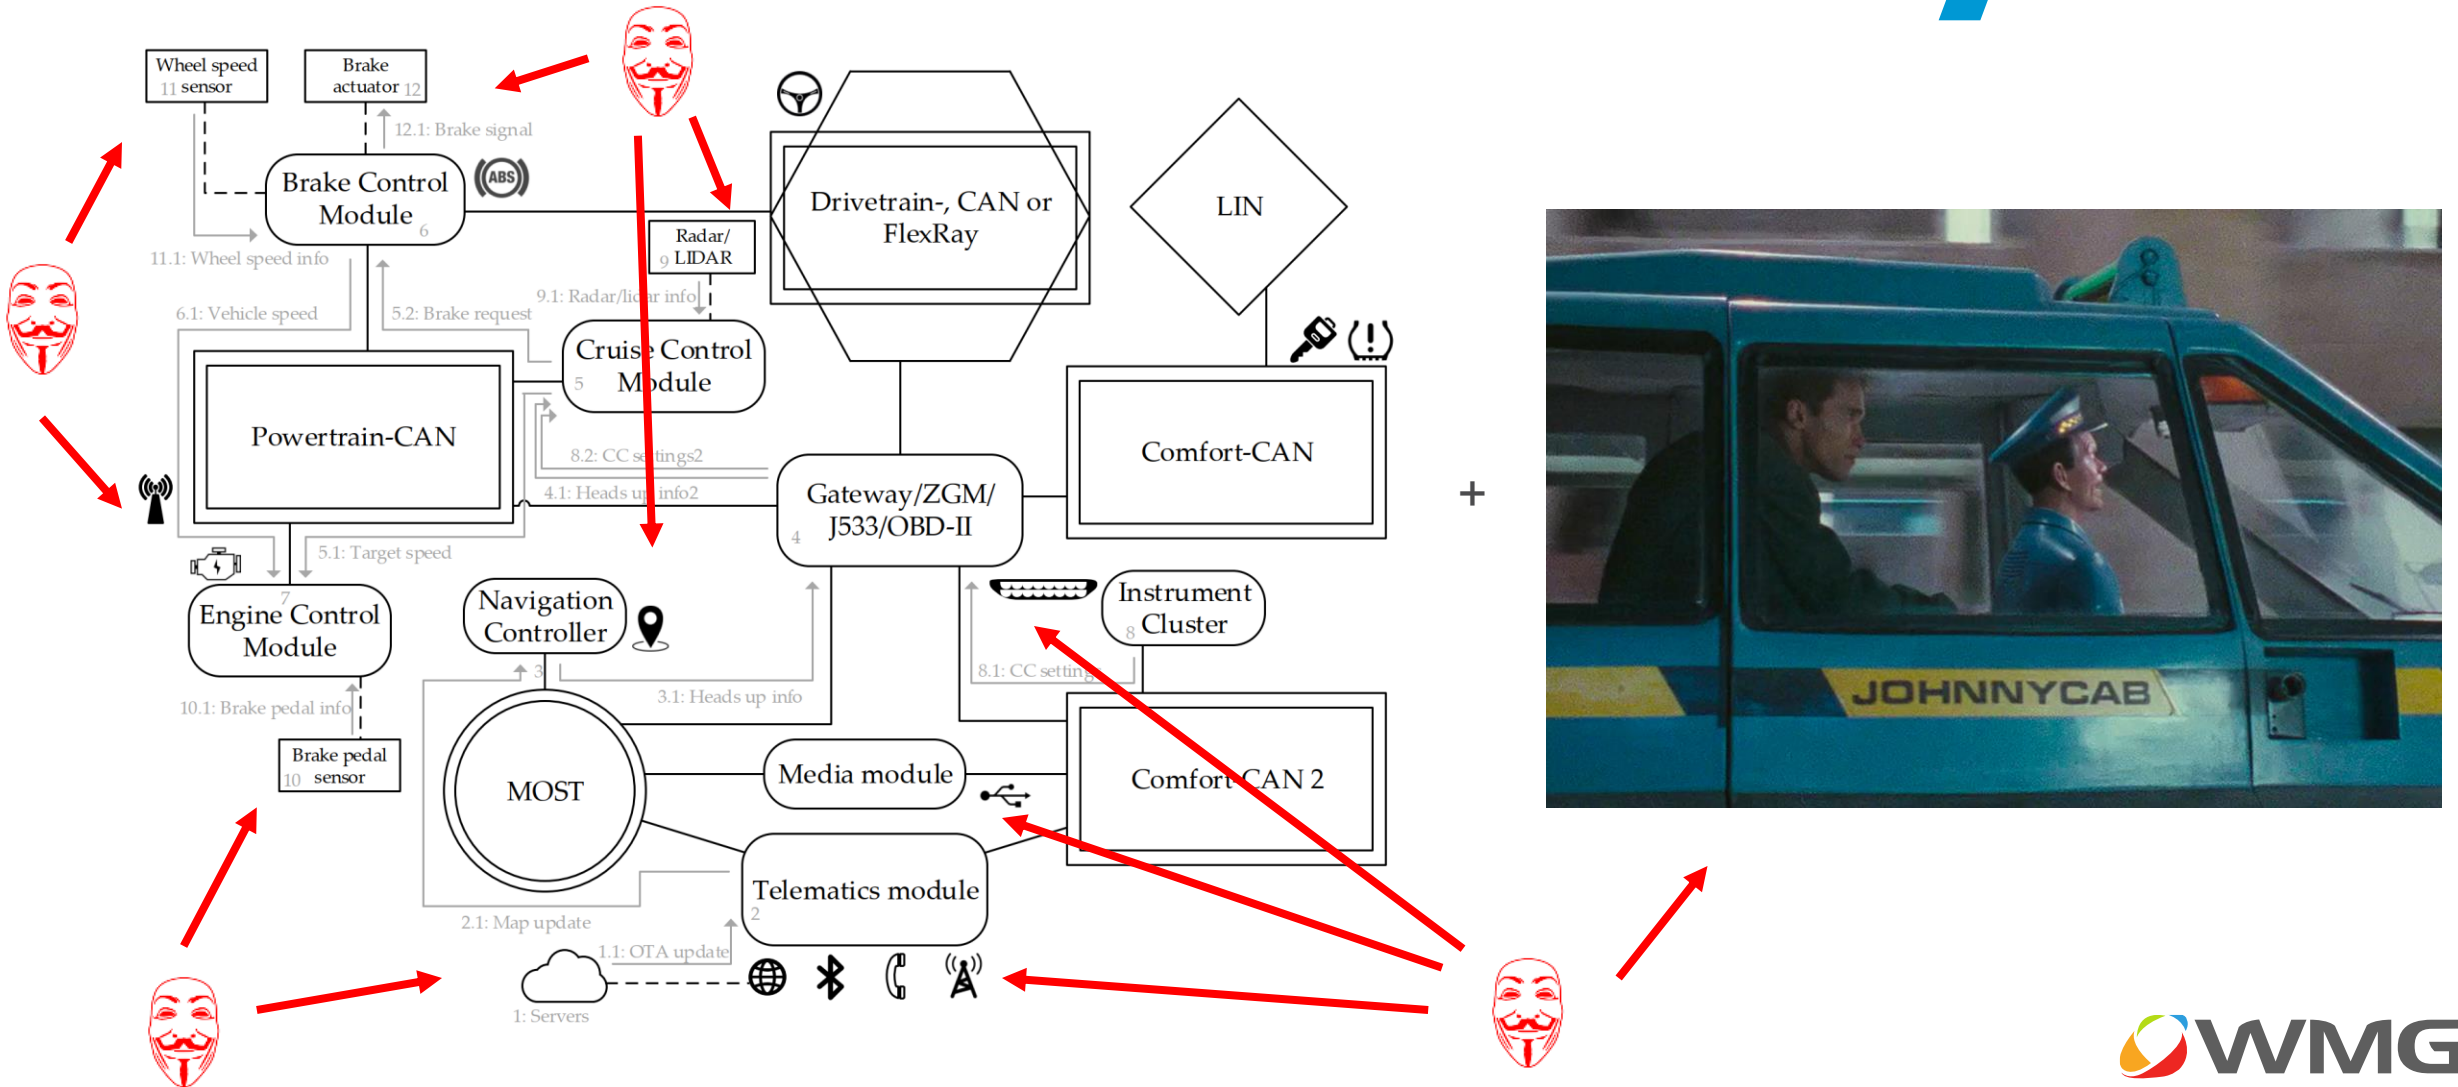 Wheel speed
11 sensor
Brake
actuator 12
12.1: Brake signal
Brake Control
Module
6
ABS
11.1: Wheel speed info
6.1: Vehicle speed
5.2: Brake request
Radar/
9 LIDAR
9.1: Radar/lidar info
Cruise Control
5 Module
Drivetrain-, CAN or
FlexRay
LIN
Powertrain-CAN
8.2: CC settings2
4.1: Heads up info2
Gateway/ZGM/
J533/OBD-II
4
Comfort-CAN
+
5.1: Target speed
7
Engine Control
Module
Navigation
Controller
3
Instrument
8 Cluster
8.1: CC setting
3.1: Heads up info
10.1: Brake pedal info
Brake pedal
10 sensor
MOST
Media module
Comfort-CAN 2
Telematics module
2
2.1: Map update
1.1: OTA update
1: Servers
JOHNNYCAB
WMG